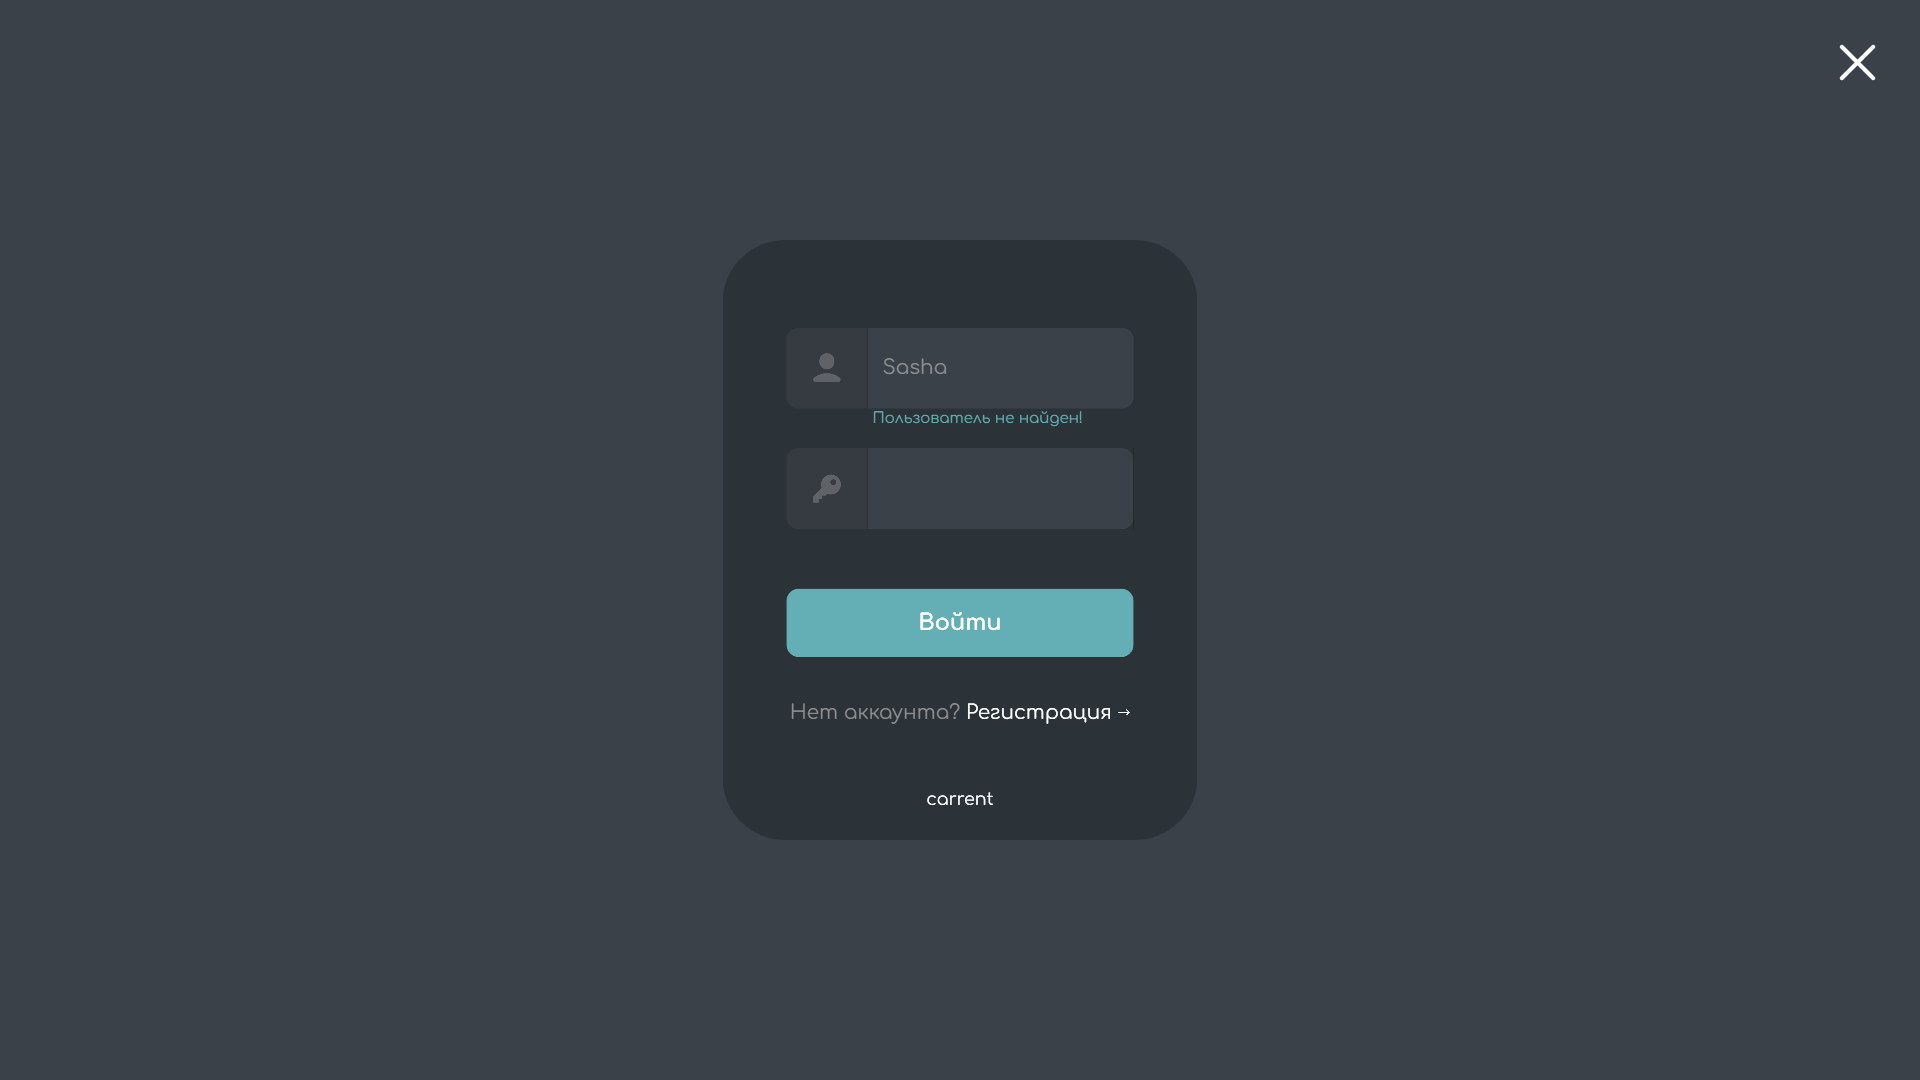 Sasha
Пользователь не найден!
Войти
Нет аккаунта? Регистрация →
carrent